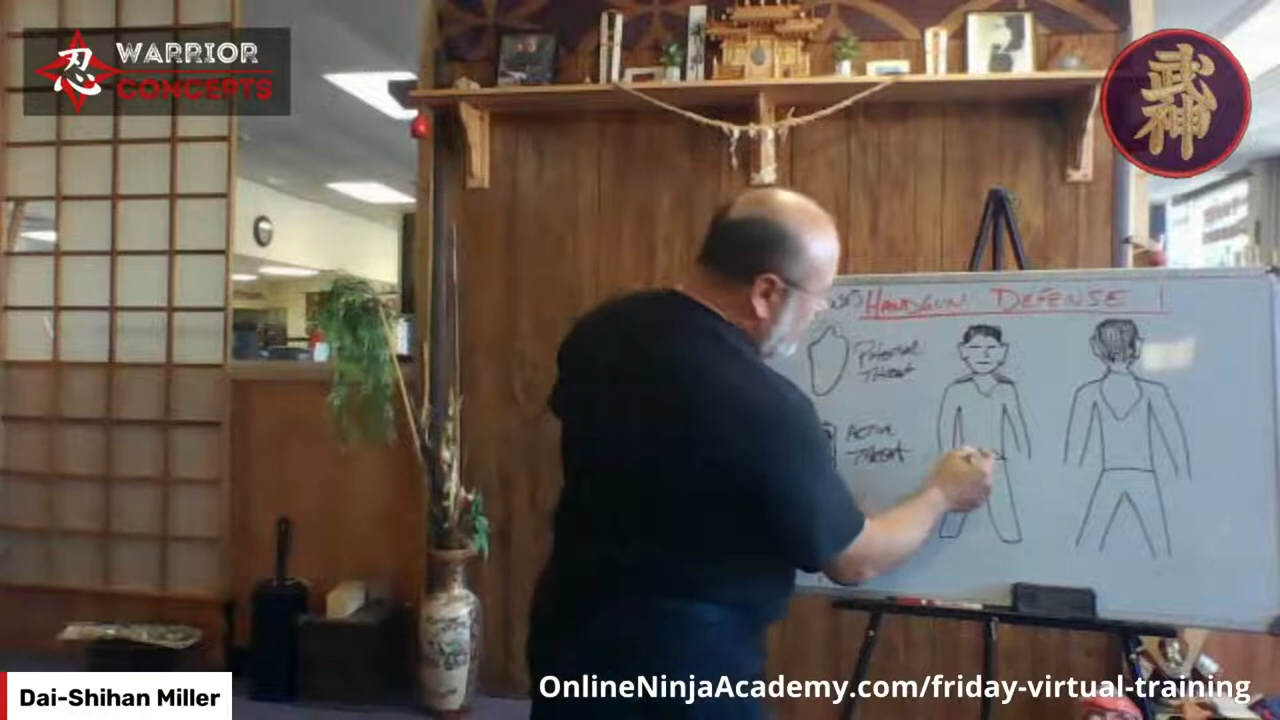 忍
WARRIOR
CONCEPTS
武神
HANDGUN DEFENSE !
POTENTIAL
THREAT
ACTIVE
THREAT
Dai-Shihan Miller
OnlineNinjaAcademy.com/friday-virtual-training